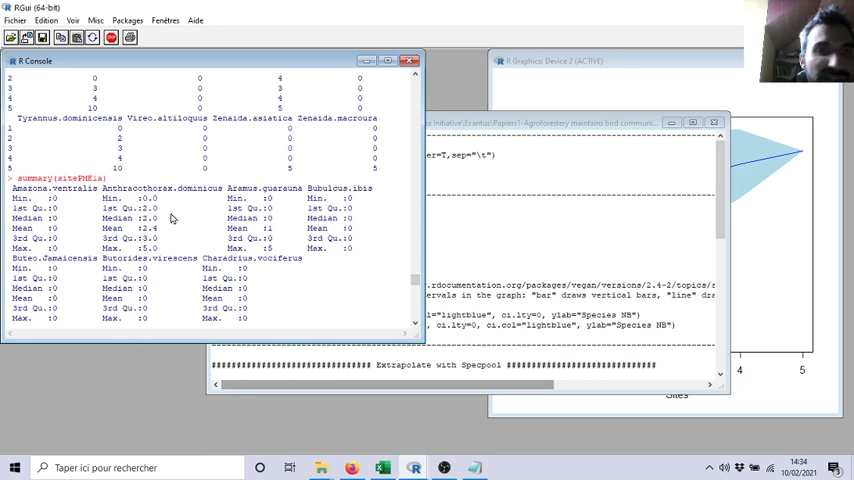 RGui (64-bit)
Fichier Edition Voir Misc Packages Fenêtres Aide
R Console
2 0 0 4 0
3 3 0 3 0
4 4 0 4 0
5 10 0 5 0
Tyrannus.dominicensis Vireo.altiloquus Zenaida.asiatica Zenaida.macroura
1 0 0 0 0
2 2 0 0 0
3 3 0 0 0
4 4 0 0 0
5 10 0 5 5
> summary(sitePME1a)
Amazona.ventralis Anthracothorax.dominicus Aramus.guarauna Bubulcus.ibis
Min. :0 Min. :0.0 Min. :0 Min. :0
1st Qu.:0 1st Qu.:2.0 1st Qu.:0 1st Qu.:0
Median :0 Median :2.0 Median :0 Median :0
Mean :0 Mean :2.4 Mean :1 Mean :0
3rd Qu.:0 3rd Qu.:3.0 3rd Qu.:0 3rd Qu.:0
Max. :0 Max. :5.0 Max. :5 Max. :0
Buteo.Jamaicensis Butorides.virescens Charadrius.vociferus
Min. :0 Min. :0 Min. :0
1st Qu.:0 1st Qu.:0 1st Qu.:0
Median :0 Median :0 Median :0
Mean :0 Mean :0 Mean :0
3rd Qu.:0 3rd Qu.:0 3rd Qu.:0
Max. :0 Max. :0 Max. :0
a Initiative/Exantus/Papiers1-Agroforestery maintains bird communi...
er=T,sep="\t")
r.rdocumentation.org/packages/vegan/versions/2.4-2/topics/s
ervals in the graph: "bar" draws vertical bars, "line" dra
, ci.lty=0, ci.col="lightblue", ylab="Species NB")
ci.lty=0, ci.col="lightblue", ylab="Species NB")
############################## Extrapolate with Specpool ##############################
R Graphics: Device 2 (ACTIVE)
4 5
Sites
Taper ici pour rechercher
14:34
10/02/2021
3